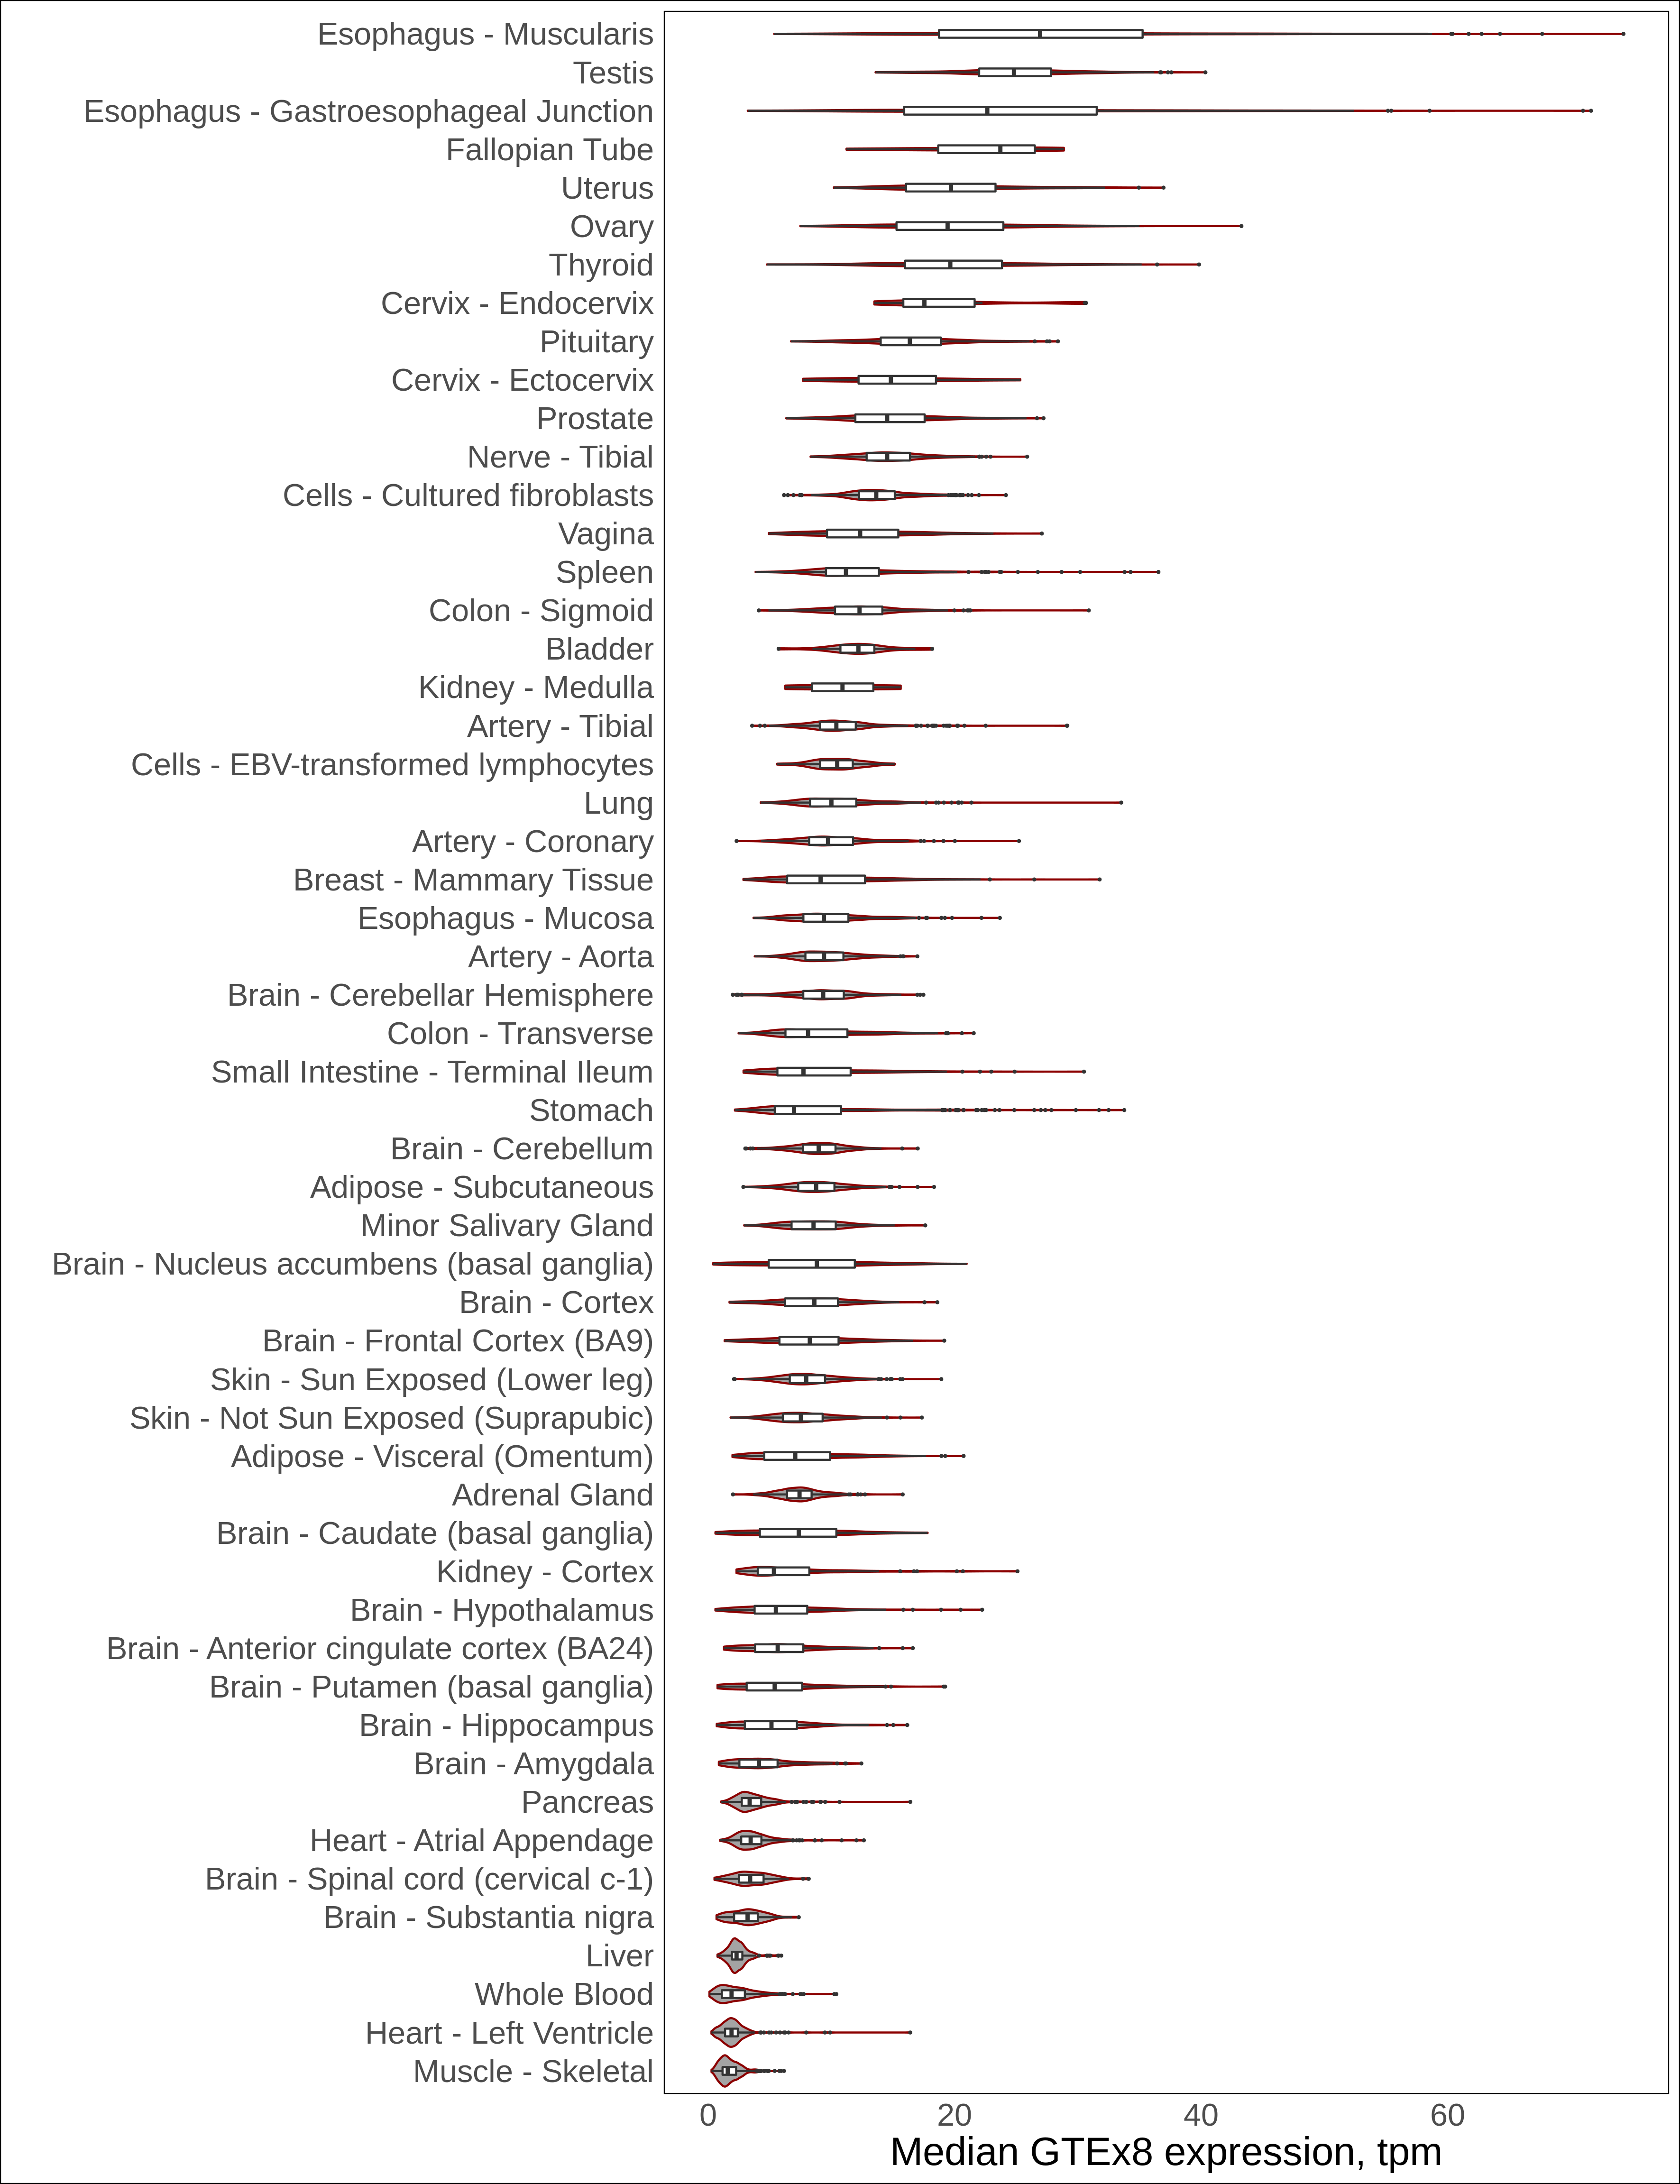 Esophagus - Muscularis
Testis
Esophagus - Gastroesophageal Junction
Fallopian Tube
Uterus
Ovary
Thyroid
Cervix - Endocervix
Pituitary
Cervix - Ectocervix
Prostate
Nerve - Tibial
Cells - Cultured fibroblasts
Vagina
Spleen
Colon - Sigmoid
Bladder
Kidney - Medulla
Artery - Tibial
Cells - EBV-transformed lymphocytes
Lung
Artery - Coronary
Breast - Mammary Tissue
Esophagus - Mucosa
Artery - Aorta
Brain - Cerebellar Hemisphere
Colon - Transverse
Small Intestine - Terminal Ileum
Stomach
Brain - Cerebellum
Adipose - Subcutaneous
Minor Salivary Gland
Brain - Nucleus accumbens (basal ganglia)
Brain - Cortex
Brain - Frontal Cortex (BA9)
Skin - Sun Exposed (Lower leg)
Skin - Not Sun Exposed (Suprapubic)
Adipose - Visceral (Omentum)
Adrenal Gland
Brain - Caudate (basal ganglia)
Kidney - Cortex
Brain - Hypothalamus
Brain - Anterior cingulate cortex (BA24)
Brain - Putamen (basal ganglia)
Brain - Hippocampus
Brain - Amygdala
Pancreas
Heart - Atrial Appendage
Brain - Spinal cord (cervical c-1)
Brain - Substantia nigra
Liver
Whole Blood
Heart - Left Ventricle
Muscle - Skeletal
0 20 40 60
Median GTEx8 expression, tpm